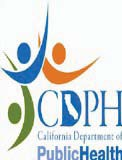 CDPH
California Department of
PublicHealth